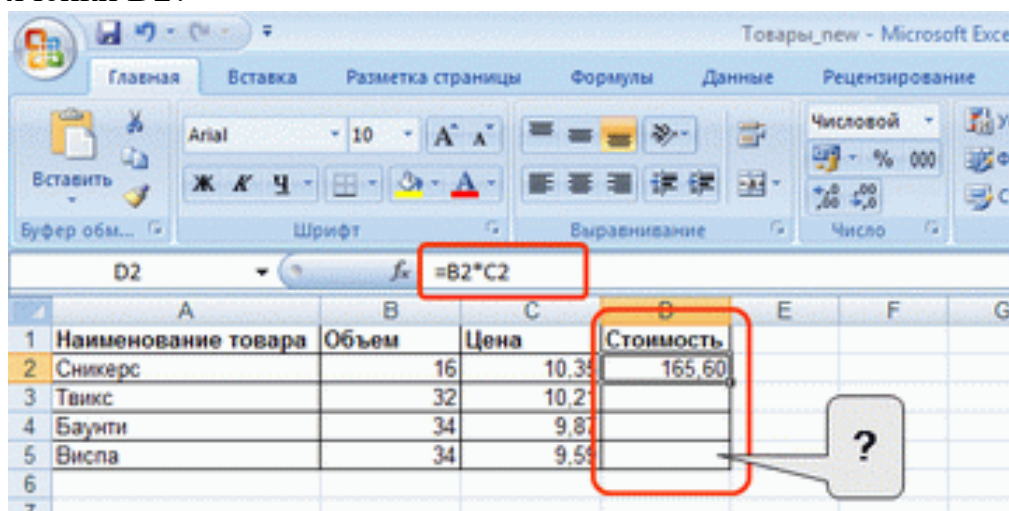 Товары_new - Microsoft Exce
Главная Вставка Разметка страницы Формулы Данные Рецензирование
Arial 10 Числовой
Вставить Ж К Ч % 000
Буфер обм... Шрифт Выравнивание Число
D2 fx =B2*C2
A B C D E F G
1 Наименование товара Объем Цена Стоимость
2 Сникерс 16 10,35 165,60
3 Твикс 32 10,21
4 Баунти 34 9,87
5 Виспа 34 9,59
?
6
7